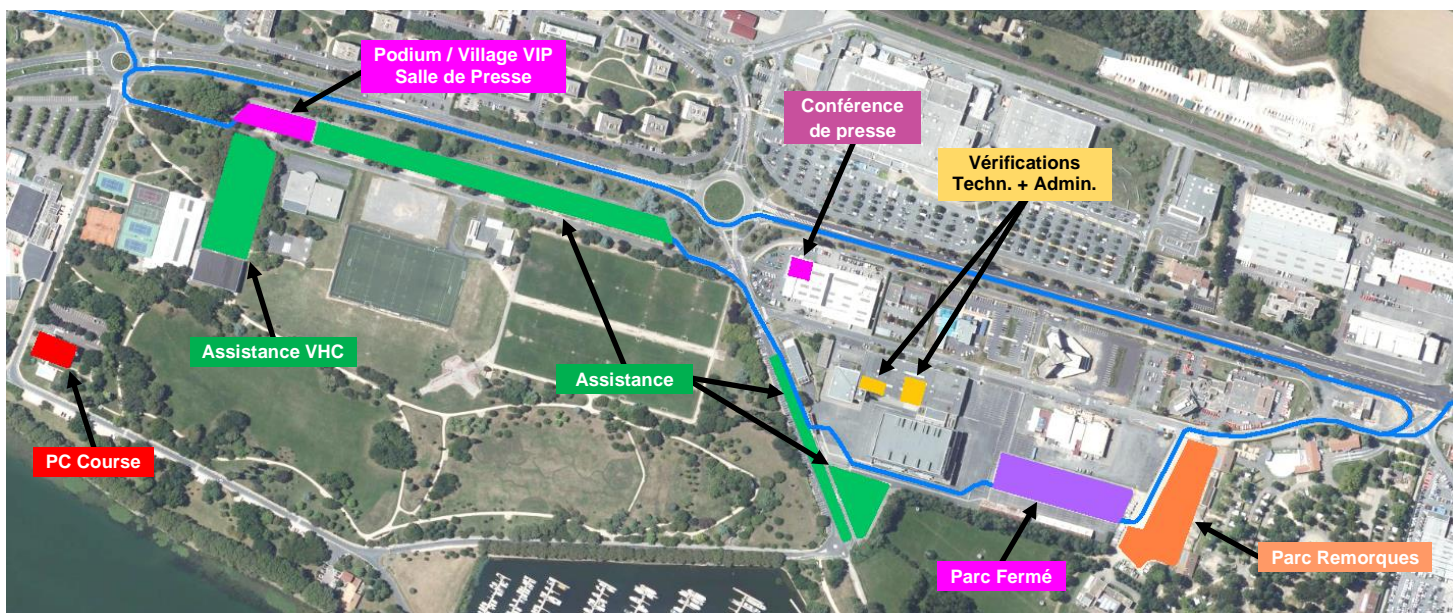 Podium / Village VIP
Salle de Presse
Conférence
de presse
Vérifications
Techn. + Admin.
Assistance VHC
Assistance
PC Course
Parc Fermé
Parc Remorques